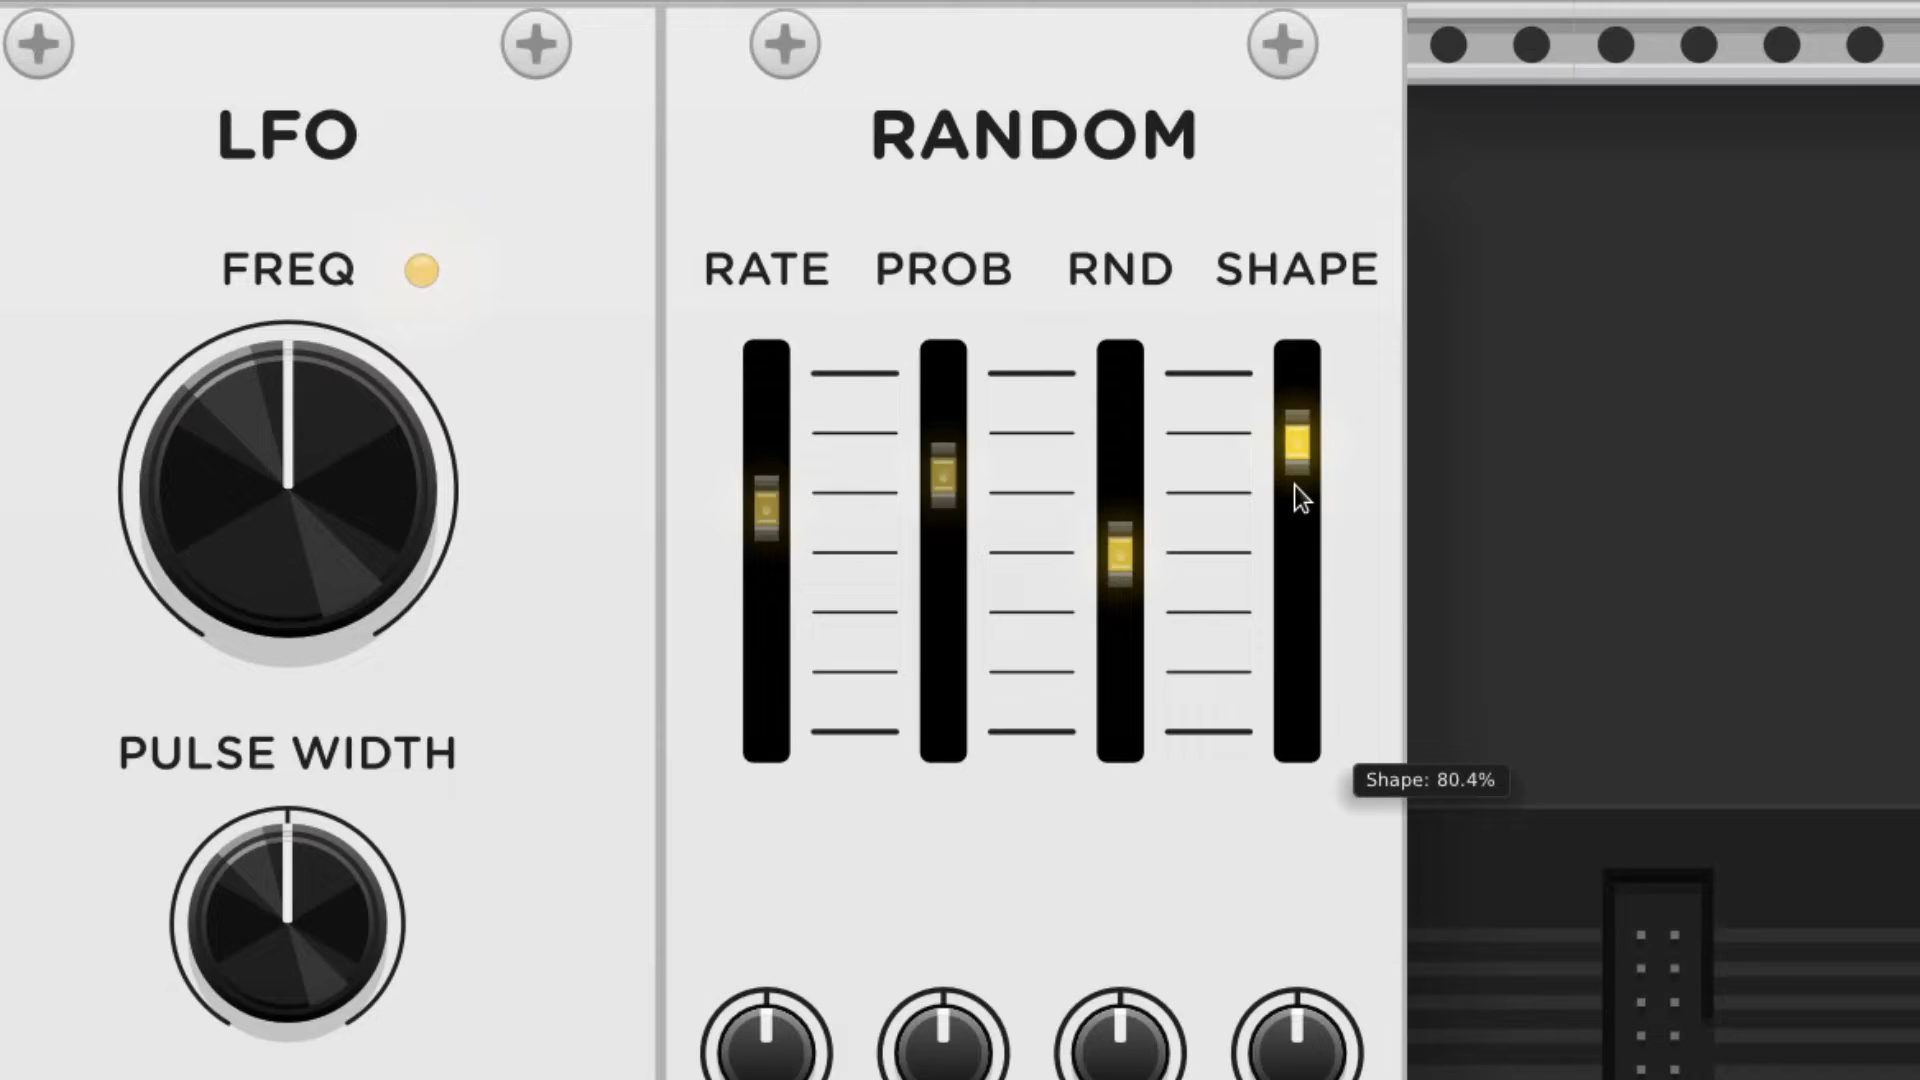 LFO
FREQ
PULSE WIDTH
RANDOM
RATE PROB RND SHAPE
Shape: 80.4%